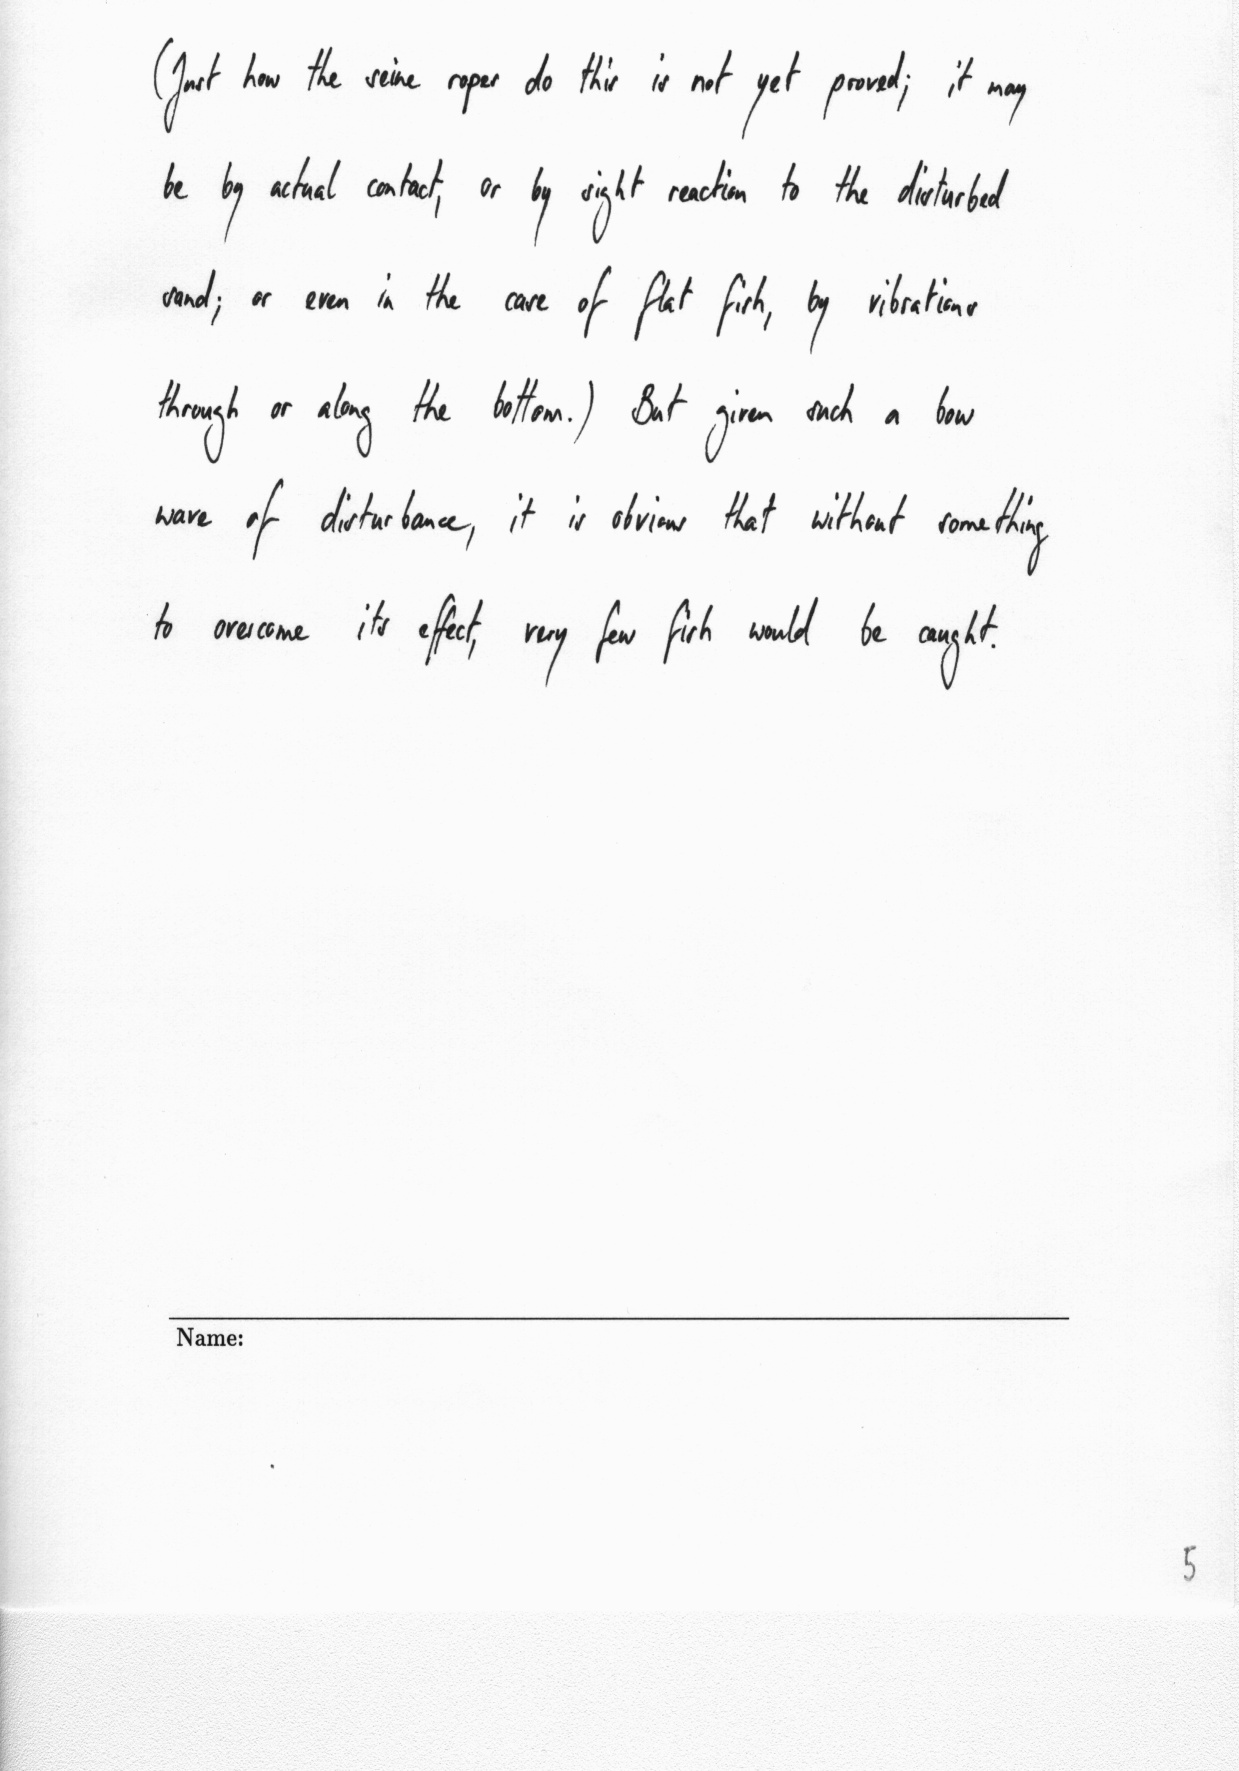 (Just how the seine ropes do this is not yet proved; it may
be by actual contact, or by sight reaction to the disturbed
sand; or even in the case of flat fish, by vibrations
through or along the bottom.) But given such a bow
wave of disturbance, it is obvious that without something
to overcome its effect, very few fish would be caught.
Name:
5